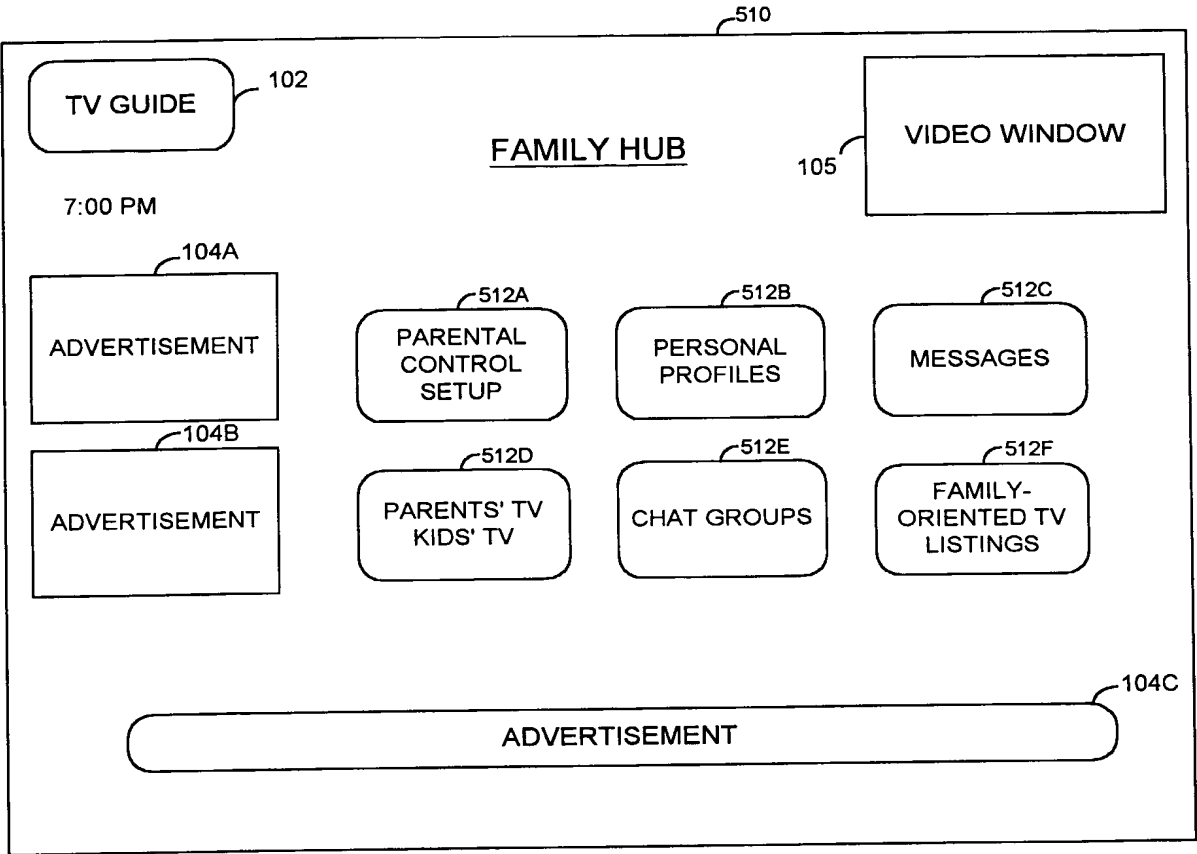 510
TV GUIDE
102
FAMILY HUB
VIDEO WINDOW
105
7:00 PM
104A
ADVERTISEMENT
512A
PARENTAL
CONTROL
SETUP
512B
PERSONAL
PROFILES
512C
MESSAGES
104B
ADVERTISEMENT
512D
PARENTS' TV
KIDS' TV
512E
CHAT GROUPS
512F
FAMILY-
ORIENTED TV
LISTINGS
104C
ADVERTISEMENT